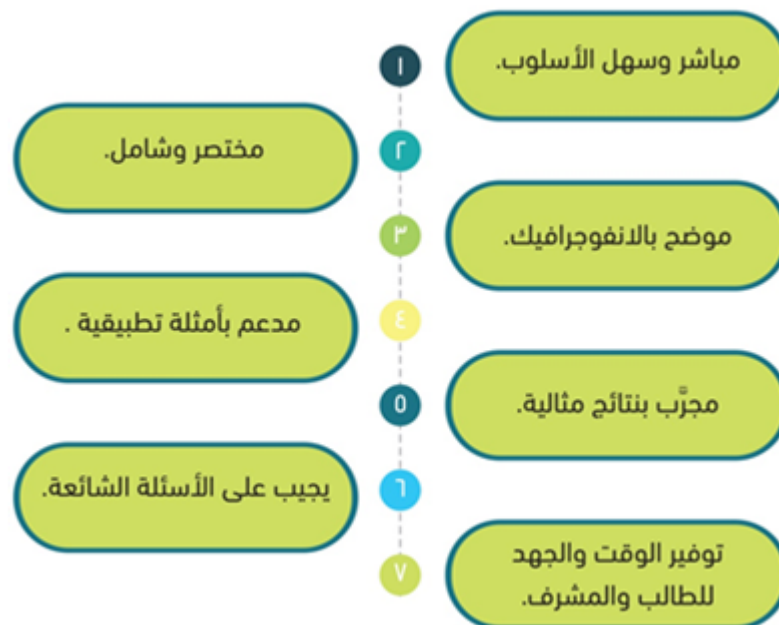 ١
مباشر وسهل الأسلوب.
٢
مختصر وشامل.
٣
موضح بالانفوجرافيك.
٤
مدعم بأمثلة تطبيقية .
٥
مجرَّب بنتائج مثالية.
٦
يجيب على الأسئلة الشائعة.
٧
توفير الوقت والجهد
للطالب والمشرف.